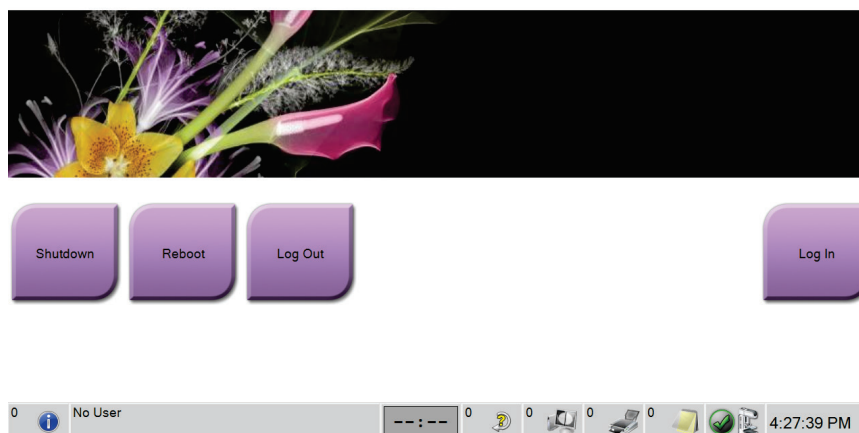 Shutdown
Reboot
Log Out
Log In
0
No User
--:--
0
0
0
0
4:27:39 PM